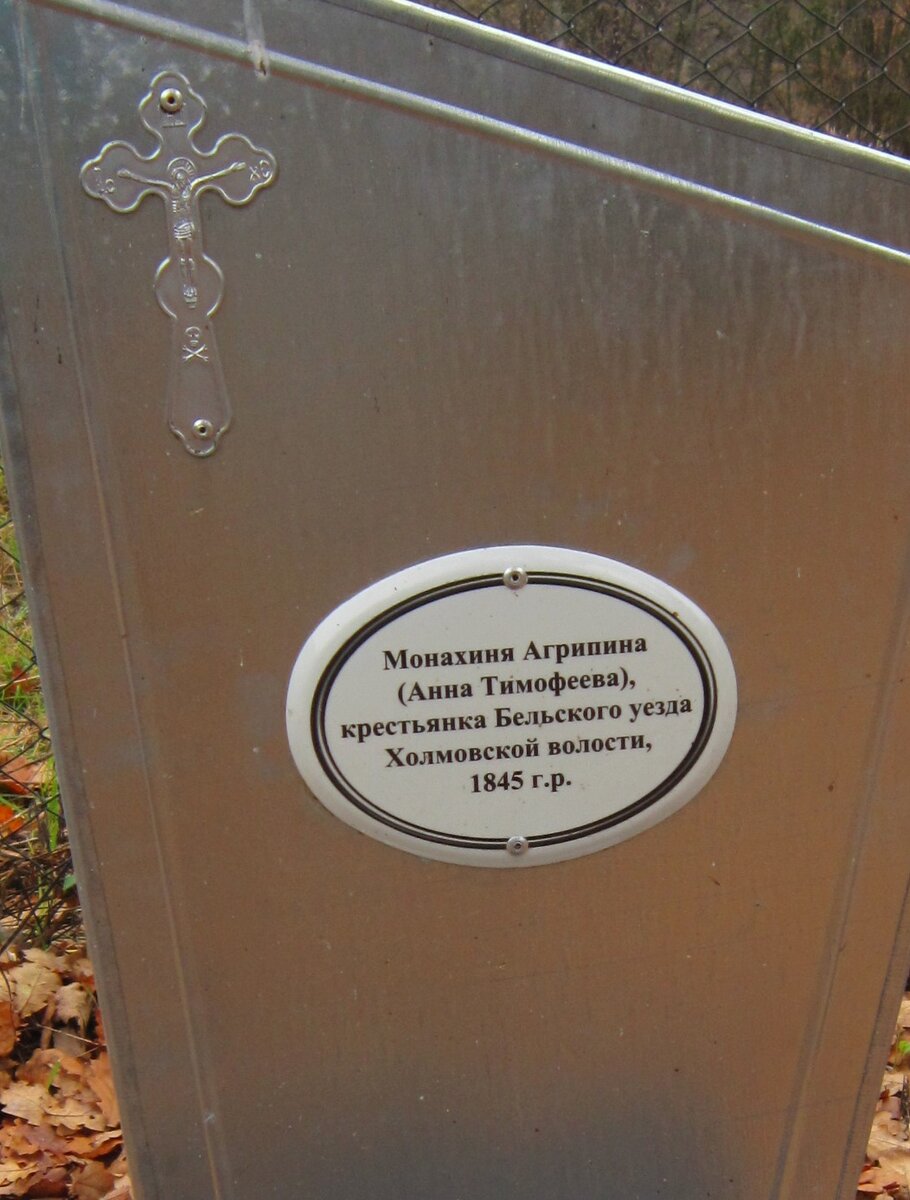 Монахиня Агрипина
(Анна Тимофеева),
крестьянка Бельского уезда
Холмовской волости,
1845 г.р.